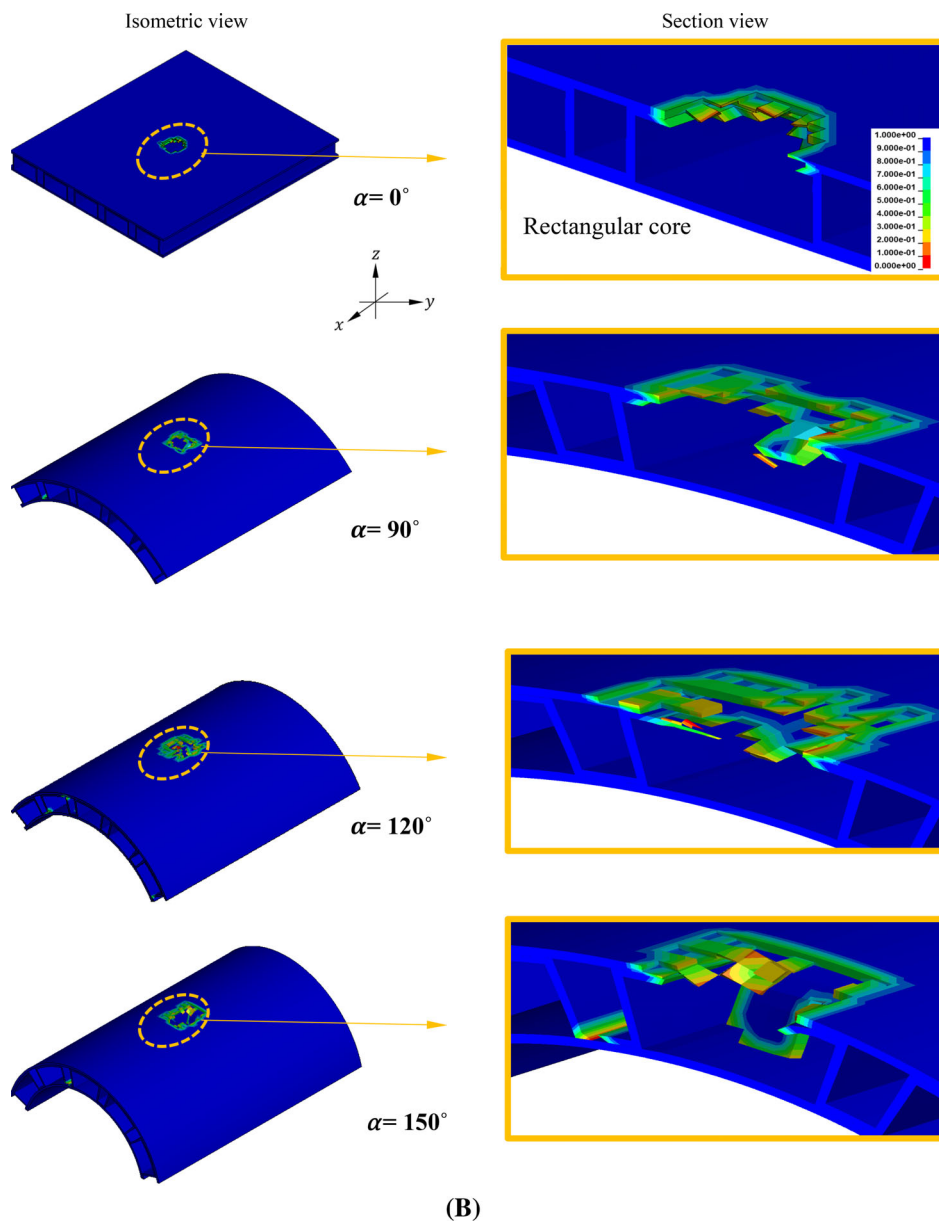 Isometric view
Section view
α= 0°
Rectangular core
1.000e+00
9.000e-01
8.000e-01
7.000e-01
6.000e-01
5.000e-01
4.000e-01
3.000e-01
2.000e-01
1.000e-01
0.000e+00
z
y
x
α= 90°
α= 120°
α= 150°
(B)